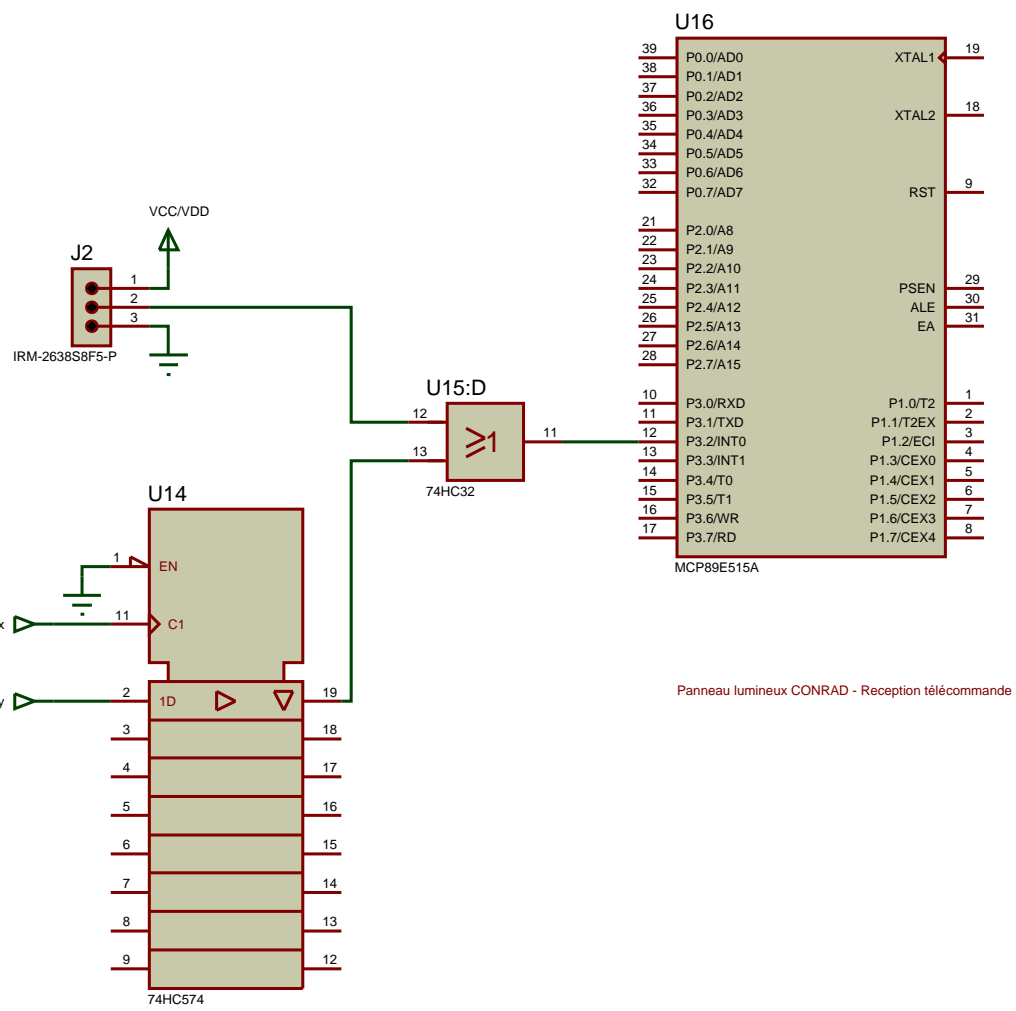 U16
39 P0.0/AD0 XTAL1 19
38 P0.1/AD1
37 P0.2/AD2
36 P0.3/AD3 XTAL2 18
35 P0.4/AD4
34 P0.5/AD5
33 P0.6/AD6
32 P0.7/AD7 RST 9
21 P2.0/A8
22 P2.1/A9
23 P2.2/A10
24 P2.3/A11 PSEN 29
25 P2.4/A12 ALE 30
26 P2.5/A13 EA 31
27 P2.6/A14
28 P2.7/A15
10 P3.0/RXD P1.0/T2 1
11 P3.1/TXD P1.1/T2EX 2
12 P3.2/INT0 P1.2/ECI 3
13 P3.3/INT1 P1.3/CEX0 4
14 P3.4/T0 P1.4/CEX1 5
15 P3.5/T1 P1.5/CEX2 6
16 P3.6/WR P1.6/CEX3 7
17 P3.7/RD P1.7/CEX4 8
MCP89E515A
VCC/VDD
J2
1
2
3
IRM-2638S8F5-P
U15:D
12
13
≥1
11
74HC32
U14
1 EN
x 11 C1
y 2 1D 19
3 18
4 17
5 16
6 15
7 14
8 13
9 12
74HC574
Panneau lumineux CONRAD - Reception télécommande